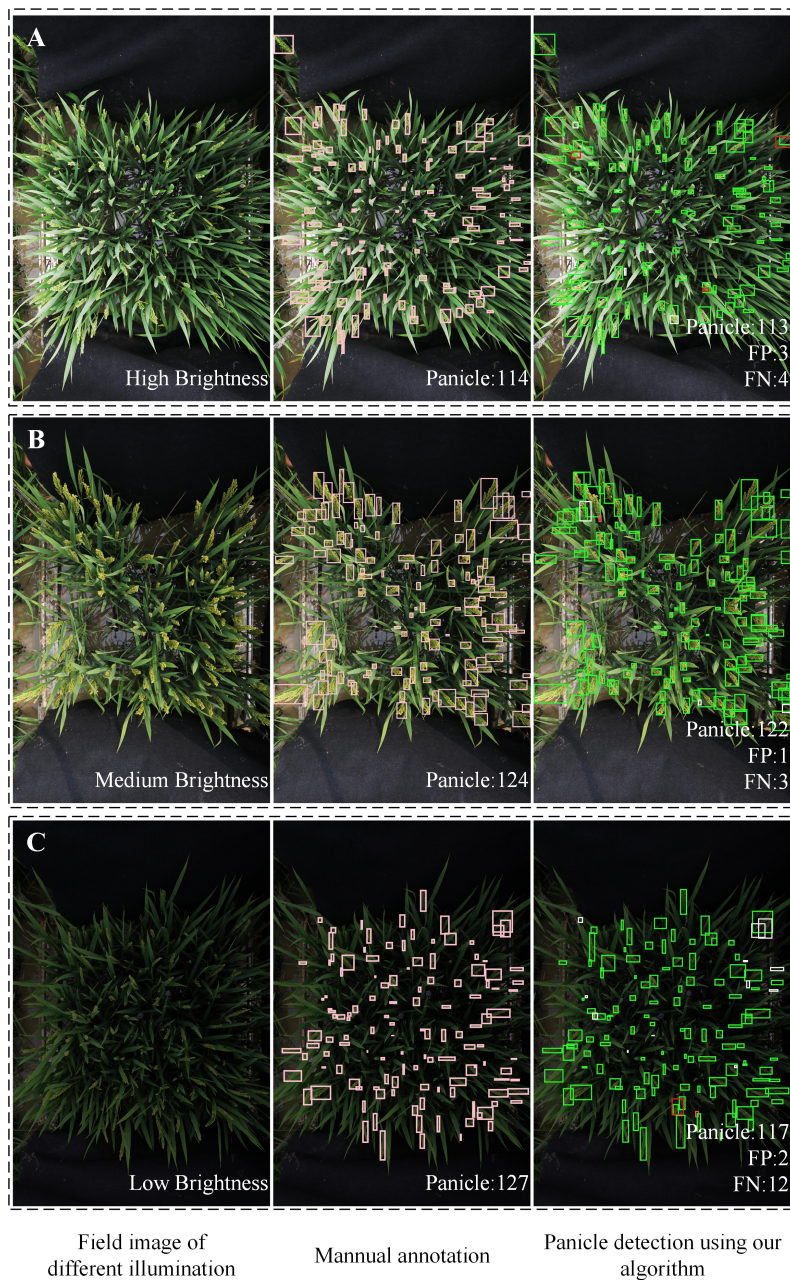 A
High Brightness
Panicle:114
Panicle:113
FP:3
FN:4
B
Medium Brightness
Panicle:124
Panicle:122
FP:1
FN:3
C
Low Brightness
Panicle:127
Panicle:117
FP:2
FN:12
Field image of
different illumination
Mannual annotation
Panicle detection using our
algorithm